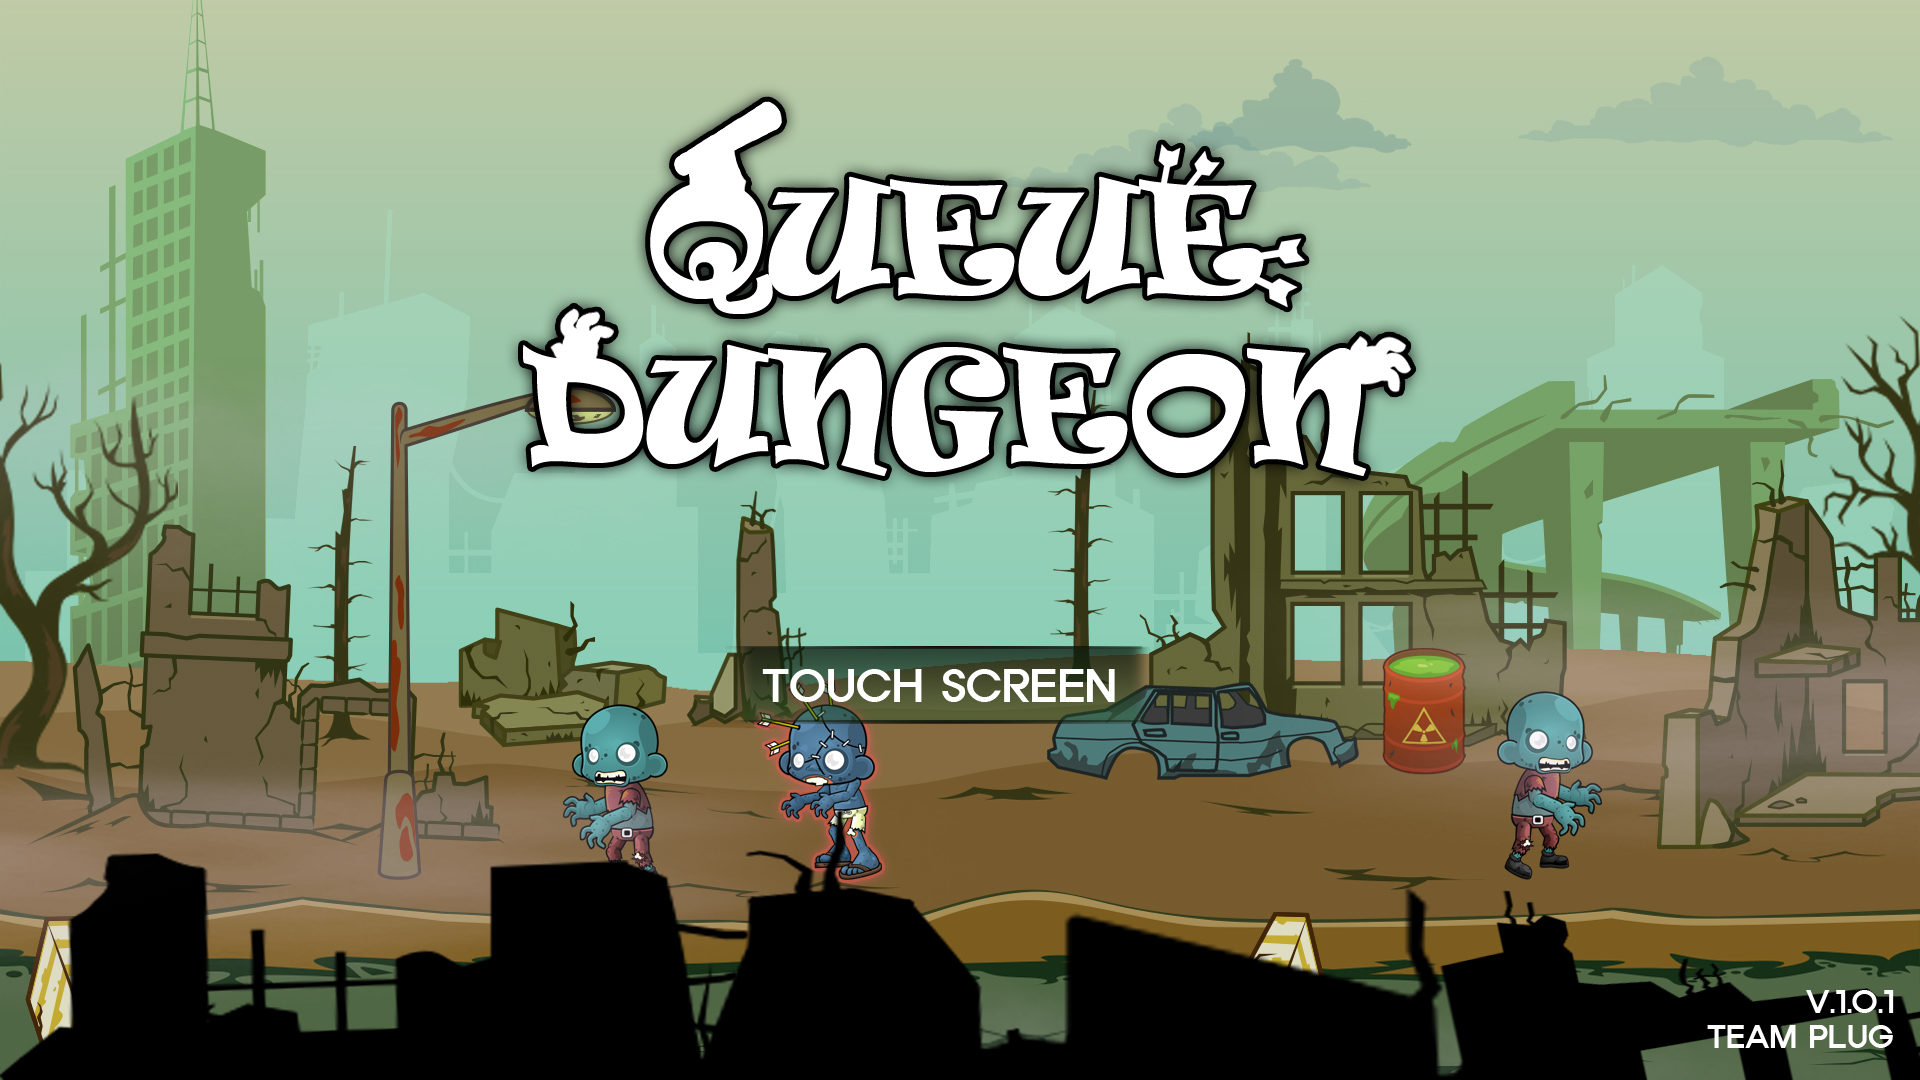 QUEUE
DUNGEON
TOUCH SCREEN
V.1.0.1
TEAM PLUG